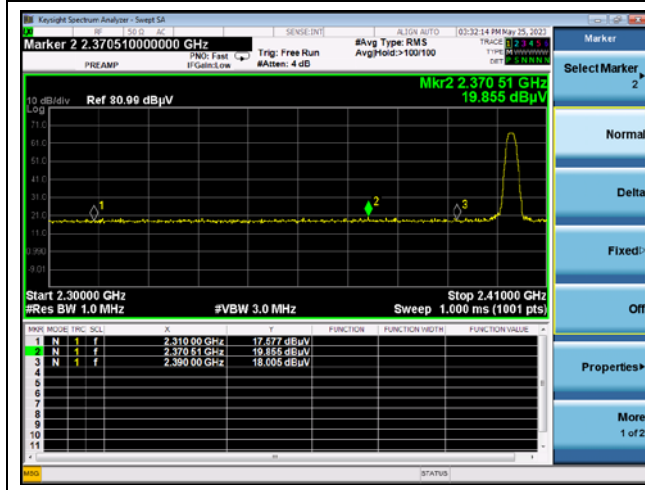 Keysight Spectrum Analyzer - Swept SA
RF 50 Ω AC SENSE:INT ALIGN AUTO 03:32:14 PM May 25, 2023
Marker 2 2.370510000000 GHz
PREAMP
PNO: Fast
IFGain:Low
Trig: Free Run
#Atten: 4 dB
#Avg Type: RMS
Avg|Hold:>100/100
TRACE 1 2 3 4 5 6
TYPE M
DET P S N N N N
Mkr2 2.370 51 GHz
19.855 dBµV
10 dB/div
Log
Ref 80.99 dBµV
71.0
61.0
51.0
41.0
31.0
21.0
11.0
0.990
-9.01
1
2
3
Start 2.30000 GHz
Stop 2.41000 GHz
#Res BW 1.0 MHz
#VBW 3.0 MHz
Sweep 1.000 ms (1001 pts)
MKR MODE TRC SCL X Y FUNCTION FUNCTION WIDTH FUNCTION VALUE
1 N 1 f 2.310 00 GHz 17.577 dBuV
2 N 1 f 2.370 51 GHz 19.855 dBuV
3 N 1 f 2.390 00 GHz 18.005 dBuV
4
5
6
7
8
9
10
11
MSG
STATUS
Marker
Select Marker
2
Normal
Delta
Fixed
Off
Properties
More
1 of 2